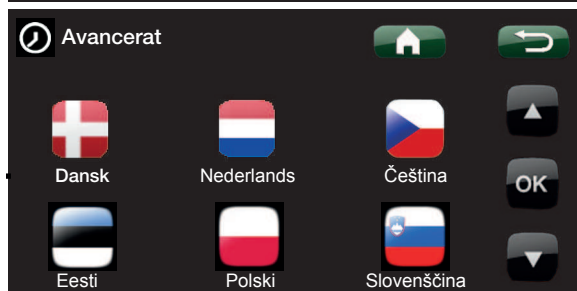 Avancerat
Dansk Nederlands Čeština
OK
Eesti Polski Slovenščina